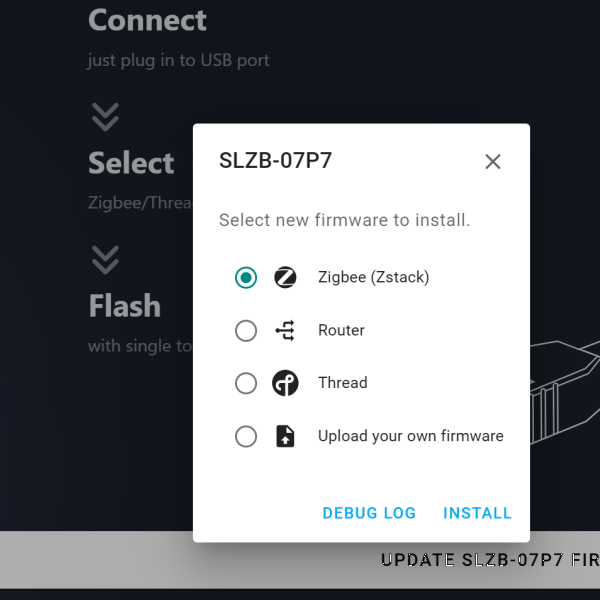 Connect
just plug in to USB port
Select
Zigbee/Threa
Flash
with single to
SLZB-07P7
Select new firmware to install.
Zigbee (Zstack)
Router
Thread
Upload your own firmware
DEBUG LOG INSTALL
UPDATE SLZB-07P7 FIR